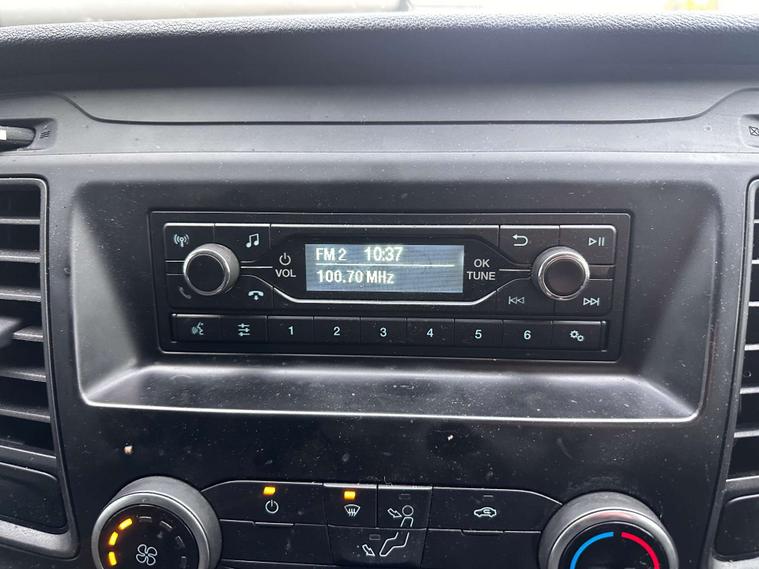 FM 2 10:37
100.70 MHz
VOL
OK
TUNE
1 2 3 4 5 6